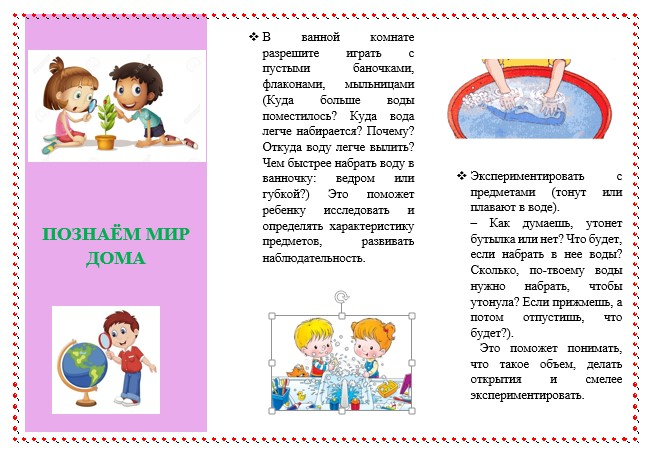 ПОЗНАЁМ МИР
ДОМА
❖ В ванной комнате
разрешите играть с
пустыми баночками,
флаконами, мыльницами
(Куда больше воды
поместилось? Куда вода
легче набирается? Почему?
Откуда воду легче вылить?
Чем быстрее набрать воду в
ванночку: ведром или
губкой?) Это поможет
ребенку исследовать и
определять характеристику
предметов, развивать
наблюдательность.
❖ Экспериментировать с
предметами (тонут или
плавают в воде).
– Как думаешь, утонет
бутылка или нет? Что будет,
если набрать в нее воды?
Сколько, по-твоему воды
нужно набрать, чтобы
утонула? Если прижмешь, а
потом отпустишь, что
будет?).
Это поможет понимать,
что такое объем, делать
открытия и смелее
экспериментировать.